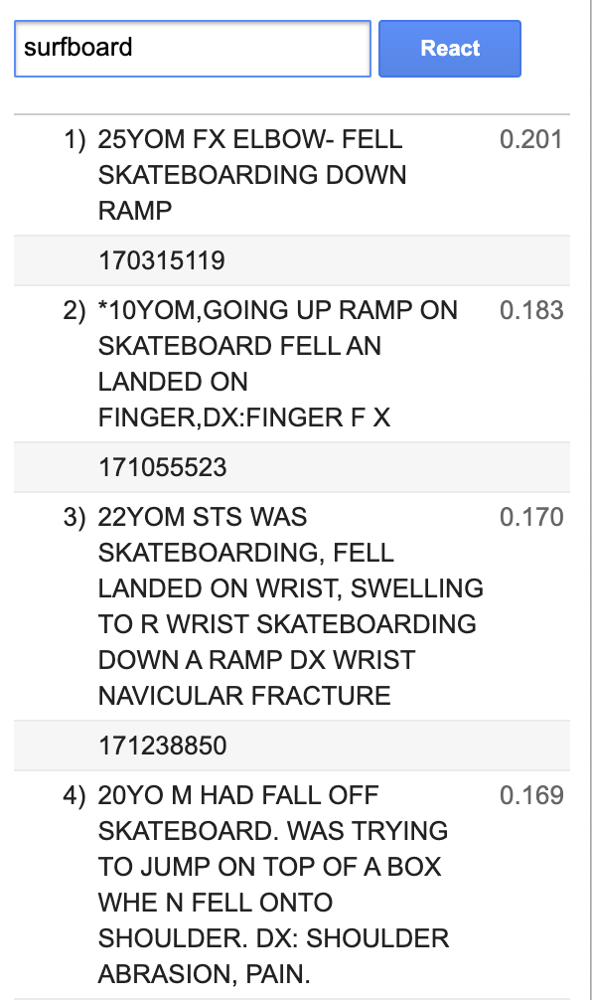 surfboard
React
1) 25YOM FX ELBOW- FELL 0.201
SKATEBOARDING DOWN
RAMP
170315119
2) *10YOM,GOING UP RAMP ON 0.183
SKATEBOARD FELL AN
LANDED ON
FINGER,DX:FINGER F X
171055523
3) 22YOM STS WAS 0.170
SKATEBOARDING, FELL
LANDED ON WRIST, SWELLING
TO R WRIST SKATEBOARDING
DOWN A RAMP DX WRIST
NAVICULAR FRACTURE
171238850
4) 20YO M HAD FALL OFF 0.169
SKATEBOARD. WAS TRYING
TO JUMP ON TOP OF A BOX
WHE N FELL ONTO
SHOULDER. DX: SHOULDER
ABRASION, PAIN.